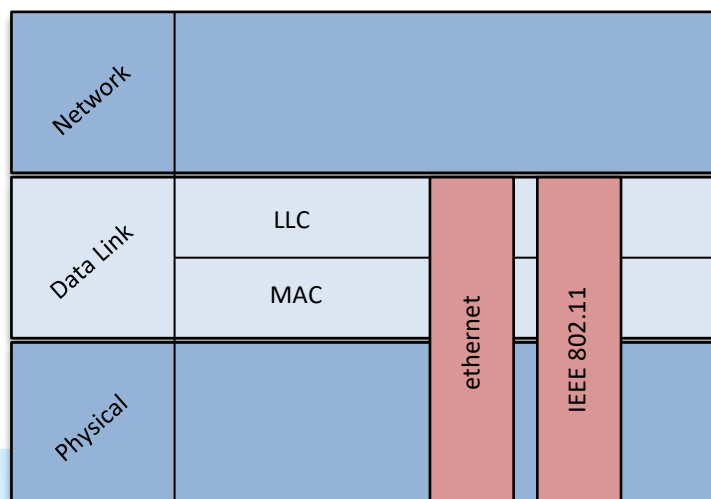 Network
Data Link
LLC
MAC
Physical
ethernet
IEEE 802.11